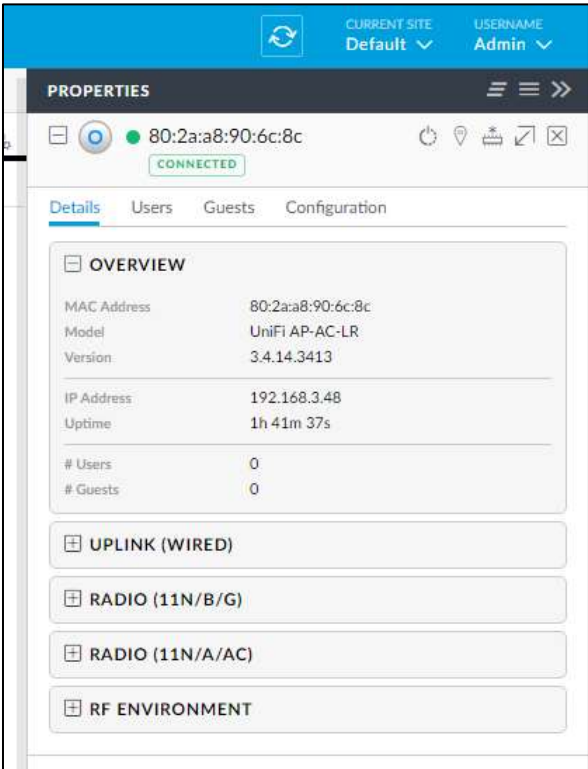 CURRENT SITE USERNAME
Default Admin
PROPERTIES
80:2a:a8:90:6c:8c
CONNECTED
Details Users Guests Configuration
OVERVIEW
MAC Address 80:2a:a8:90:6c:8c
Model UniFi AP-AC-LR
Version 3.4.14.3413
IP Address 192.168.3.48
Uptime 1h 41m 37s
# Users 0
# Guests 0
UPLINK (WIRED)
RADIO (11N/B/G)
RADIO (11N/A/AC)
RF ENVIRONMENT